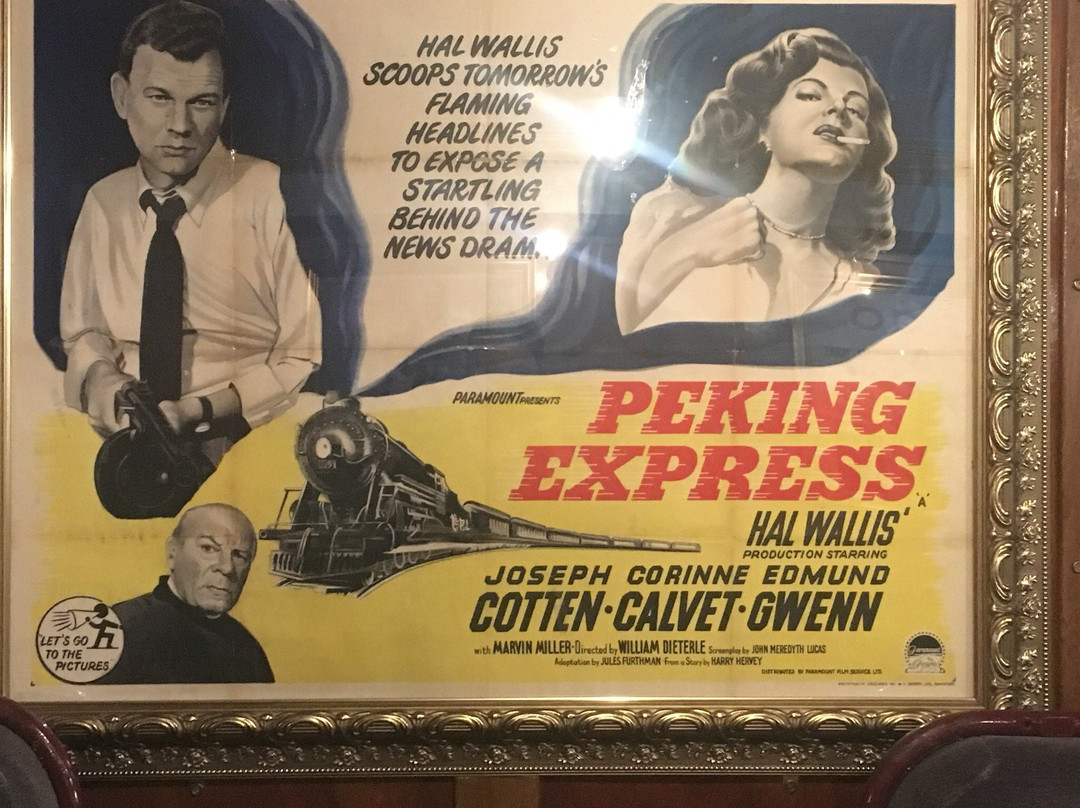 HAL WALLIS
SCOOPS TOMORROW'S
FLAMING
HEADLINES
TO EXPOSE A
STARTLING
BEHIND THE
NEWS DRAM
PARAMOUNT PRESENTS
PEKING
EXPRESS
'A'
HAL WALLIS'
PRODUCTION STARRING
JOSEPH CORINNE EDMUND
COTTEN·CALVET·GWENN
with MARVIN MILLER·Directed by WILLIAM DIETERLE Screenplay by JOHN MEREDYTH LUCAS
Adaptation by JULES FURTHMAN·From a Story by HARRY HERVEY
DISTRIBUTED BY PARAMOUNT FILM SERVICE LTD.
LET'S GO
TO THE
PICTURES
Paramount